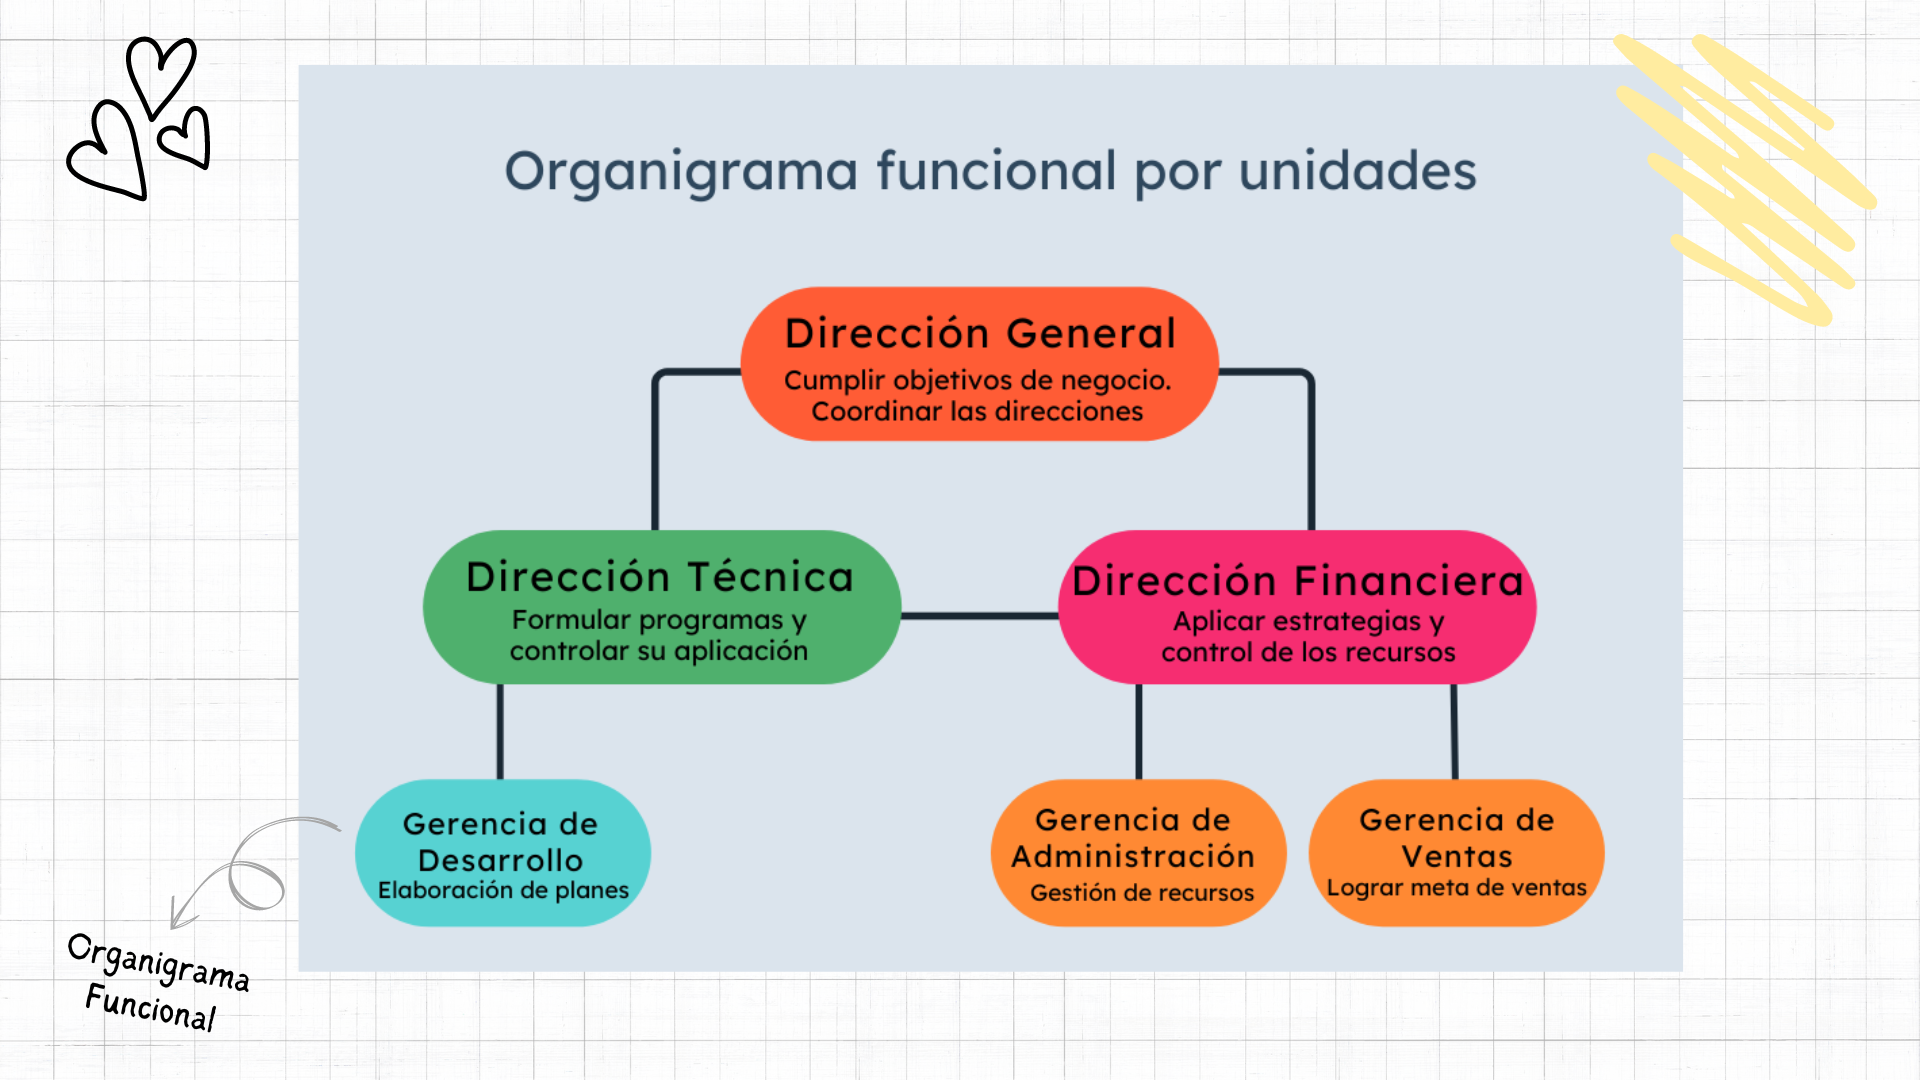 Organigrama funcional por unidades
Dirección General
Cumplir objetivos de negocio.
Coordinar las direcciones
Dirección Técnica
Formular programas y
controlar su aplicación
Dirección Financiera
Aplicar estrategias y
control de los recursos
Gerencia de
Desarrollo
Elaboración de planes
Gerencia de
Administración
Gestión de recursos
Gerencia de
Ventas
Lograr meta de ventas
Organigrama
Funcional